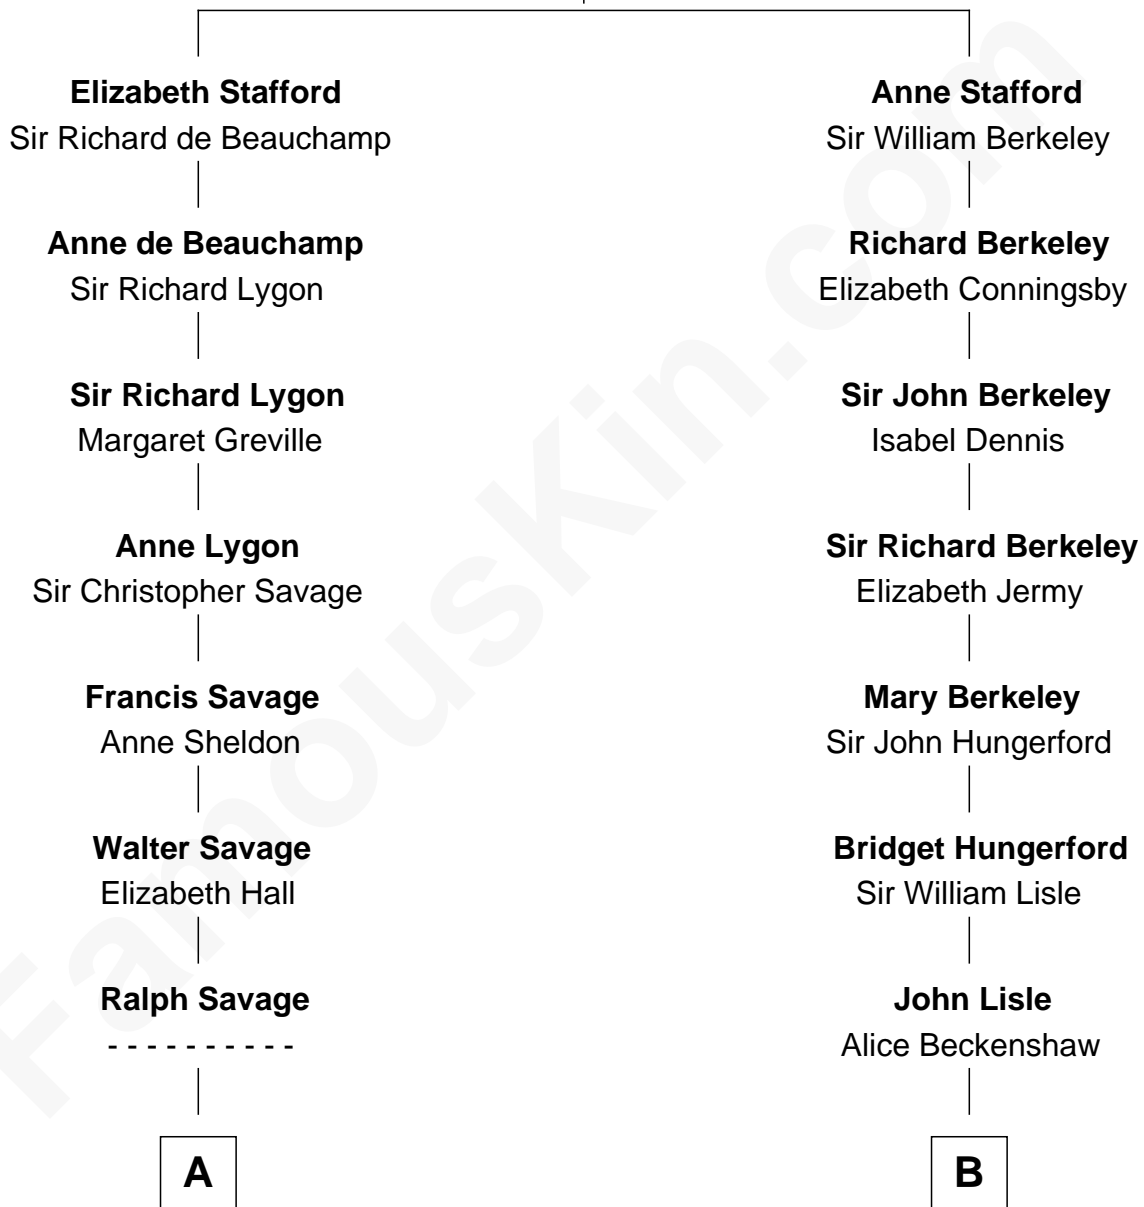 Elizabeth Stafford
Sir Richard de Beauchamp
Anne de Beauchamp
Sir Richard Lygon
Sir Richard Lygon
Margaret Greville
Anne Lygon
Sir Christopher Savage
Francis Savage
Anne Sheldon
Walter Savage
Elizabeth Hall
Ralph Savage
- - - - - - - - - -
A
Anne Stafford
Sir William Berkeley
Richard Berkeley
Elizabeth Conningsby
Sir John Berkeley
Isabel Dennis
Sir Richard Berkeley
Elizabeth Jermy
Mary Berkeley
Sir John Hungerford
Bridget Hungerford
Sir William Lisle
John Lisle
Alice Beckenshaw
B
FamousKin.com